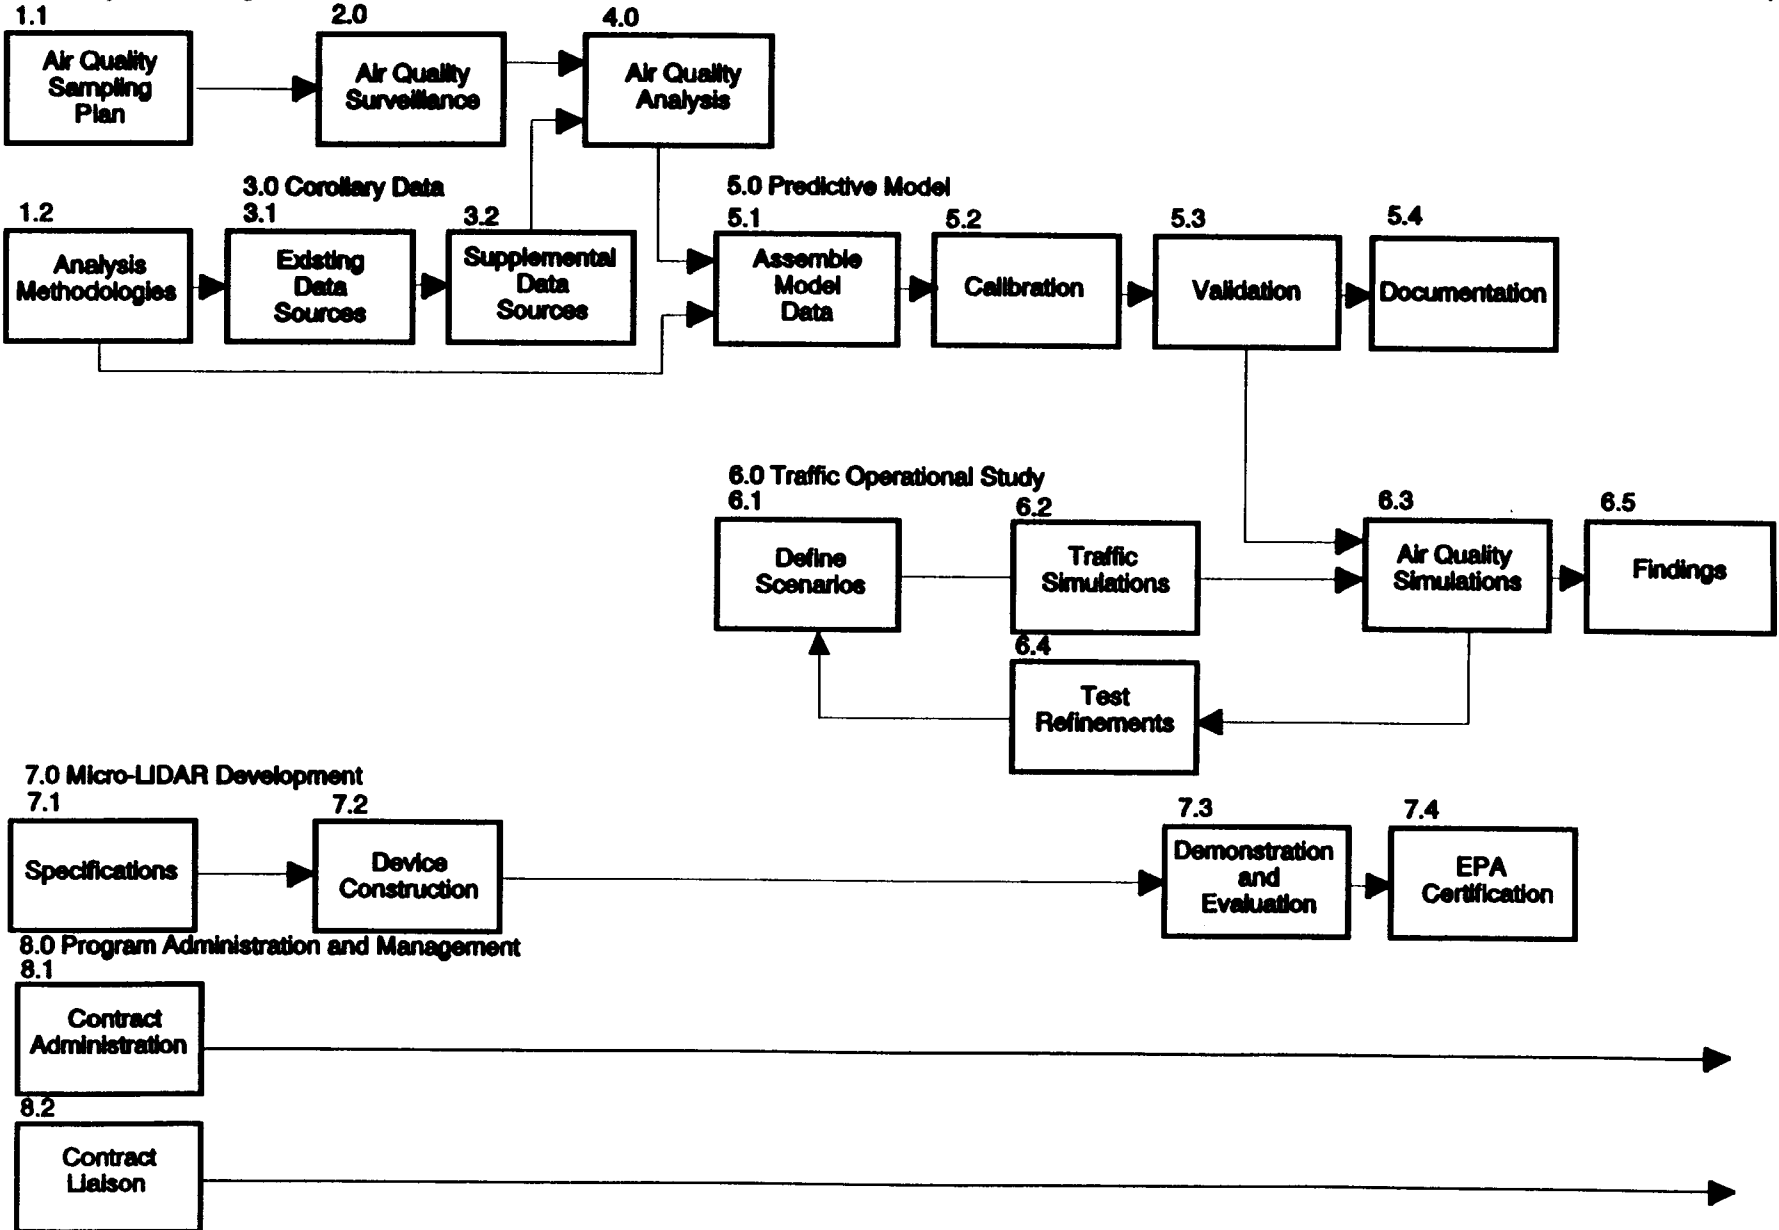 1.1
Air Quality
Sampling
Plan
2.0
Air Quality
Surveillance
4.0
Air Quality
Analysis
1.2
Analysis
Methodologies
3.0 Corollary Data
3.1
Existing
Data
Sources
3.2
Supplemental
Data
Sources
5.0 Predictive Model
5.1
Assemble
Model
Data
5.2
Calibration
5.3
Validation
5.4
Documentation
6.0 Traffic Operational Study
6.1
Define
Scenarios
6.2
Traffic
Simulations
6.3
Air Quality
Simulations
6.5
Findings
6.4
Test
Refinements
7.0 Micro-LIDAR Development
7.1
Specifications
7.2
Device
Construction
7.3
Demonstration
and
Evaluation
7.4
EPA
Certification
8.0 Program Administration and Management
8.1
Contract
Administration
8.2
Contract
Liaison